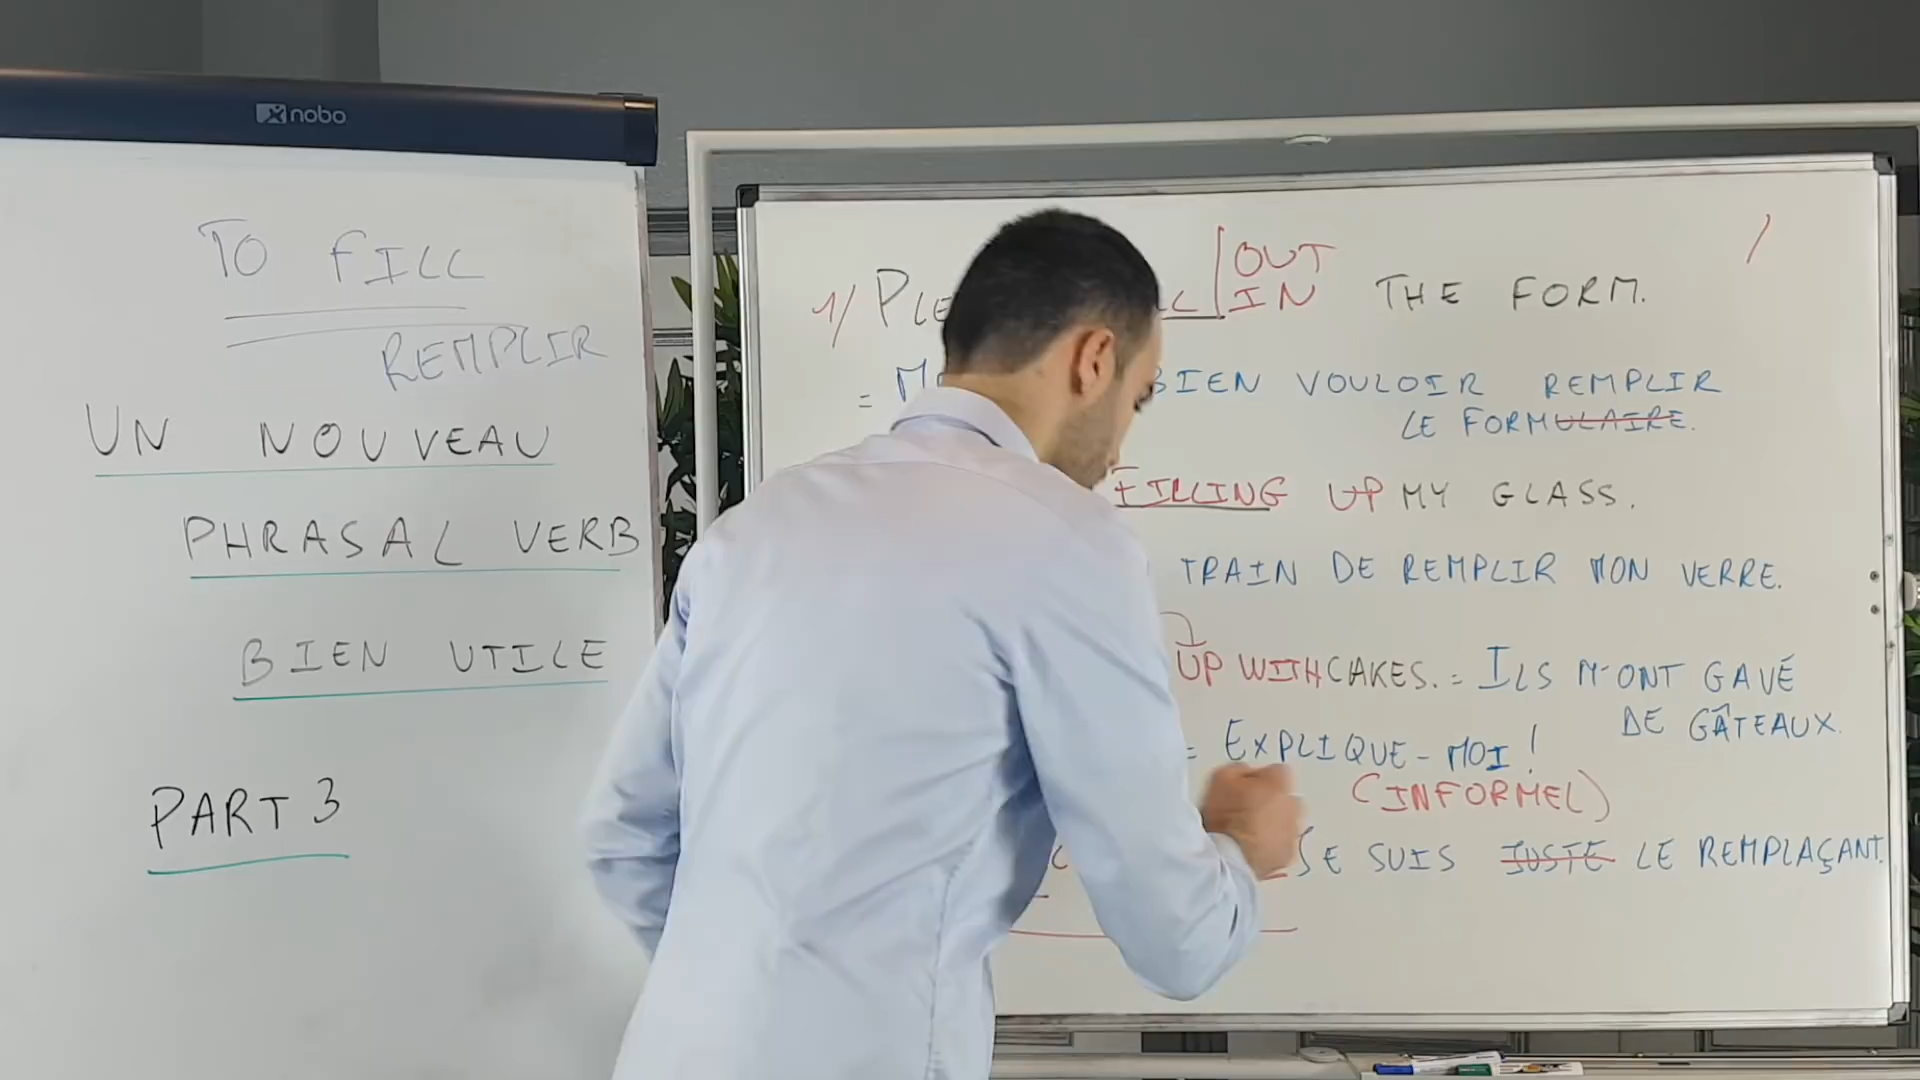 nobo
TO FILL
REMPLIR
UN NOUVEAU
PHRASAL VERB
BIEN UTILE
PART 3
OUT
1/ PLE IN THE FORM.
= BIEN VOULOIR REMPLIR
LE FORMULAIRE.
FILLING UP MY GLASS.
TRAIN DE REMPLIR MON VERRE.
UP WITH CAKES. = ILS M'ONT GAVÉ
DE GÂTEAUX.
= EXPLIQUE-MOI!
(INFORMEL)
JE SUIS JUSTE LE REMPLAÇANT.